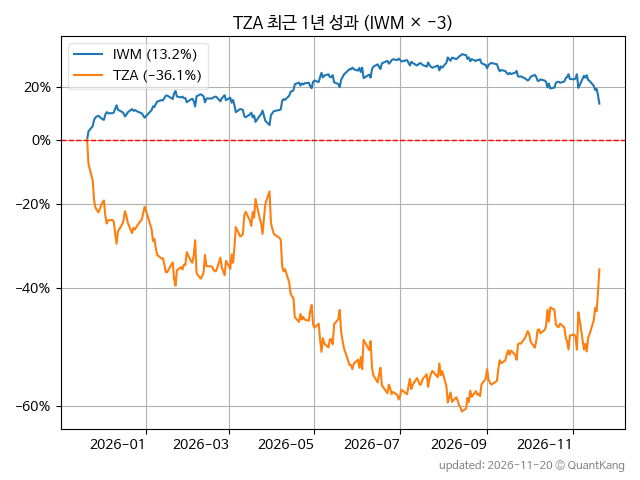 TZA 최근 1년 성과 (IWM × −3)
IWM (13.2%)
TZA (−36.1%)
20%
0%
−20%
−40%
−60%
2026-01 2026-03 2026-05 2026-07 2026-09 2026-11
updated: 2026-11-20 © QuantKang